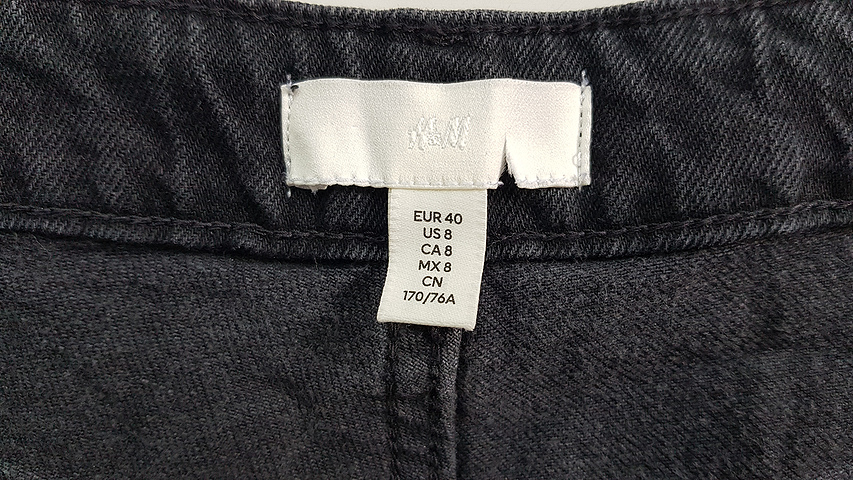 H&M
EUR 40
US 8
CA 8
MX 8
CN
170/76A